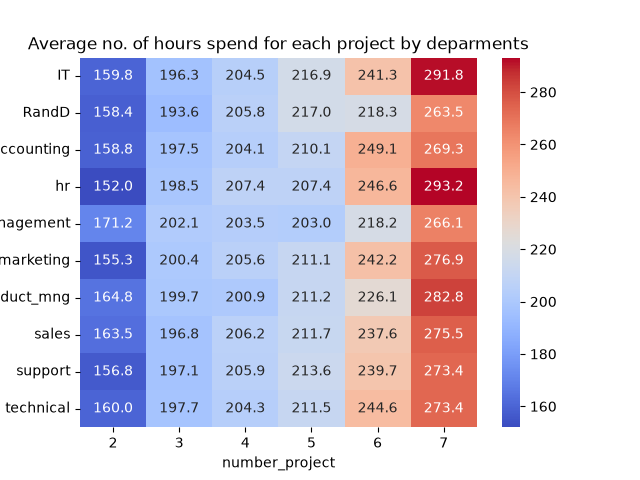 Average no. of hours spend for each project by deparments
IT 159.8 196.3 204.5 216.9 241.3 291.8
RandD 158.4 193.6 205.8 217.0 218.3 263.5
ccounting 158.8 197.5 204.1 210.1 249.1 269.3
hr 152.0 198.5 207.4 207.4 246.6 293.2
nagement 171.2 202.1 203.5 203.0 218.2 266.1
marketing 155.3 200.4 205.6 211.1 242.2 276.9
duct_mng 164.8 199.7 200.9 211.2 226.1 282.8
sales 163.5 196.8 206.2 211.7 237.6 275.5
support 156.8 197.1 205.9 213.6 239.7 273.4
technical 160.0 197.7 204.3 211.5 244.6 273.4
2 3 4 5 6 7
number_project
280
260
240
220
200
180
160